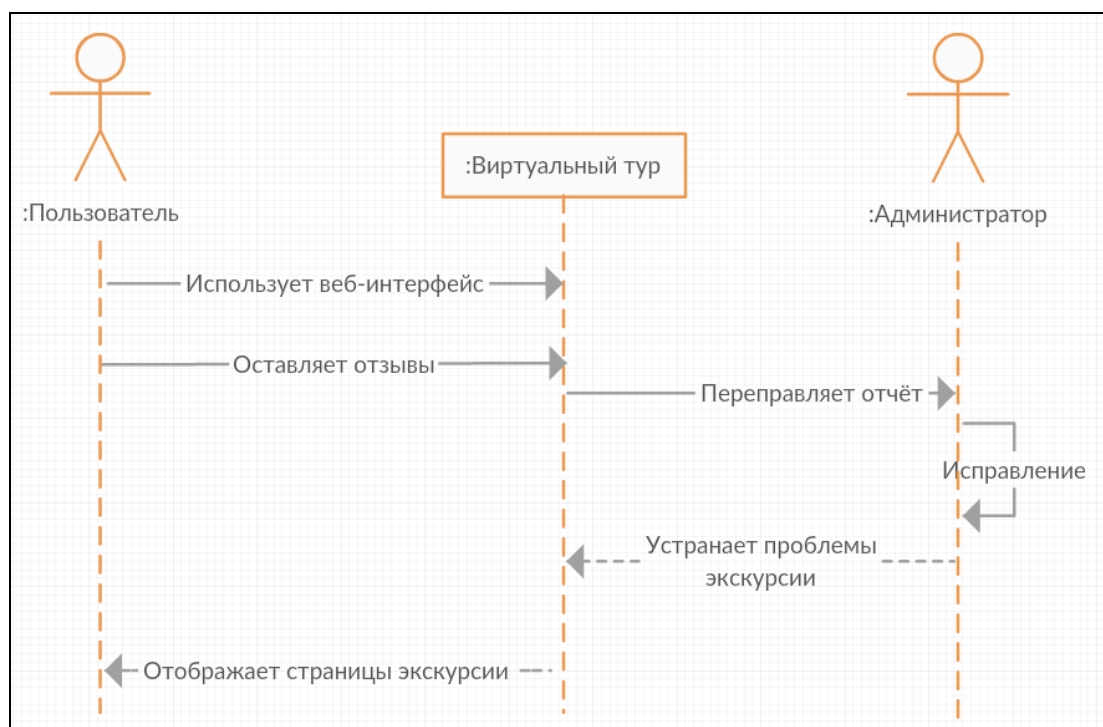 :Виртуальный тур
:Пользователь
:Администратор
Использует веб-интерфейс
Оставляет отзывы
Переправляет отчёт
Исправление
Устранает проблемы
экскурсии
Отображает страницы экскурсии